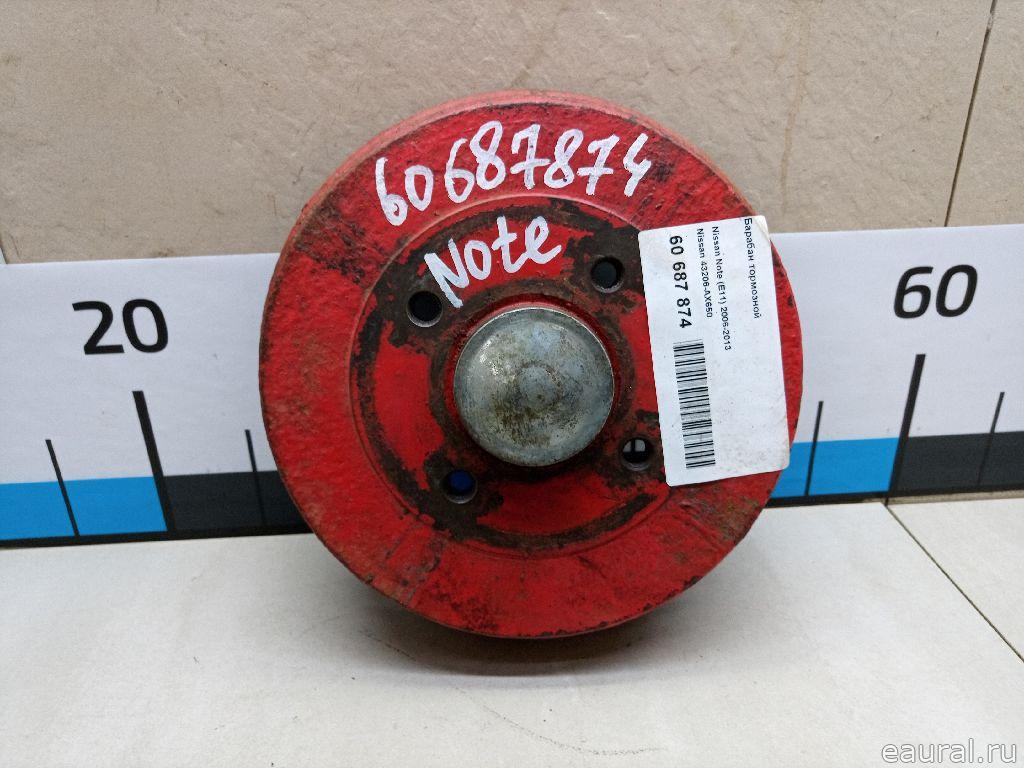 60687874
Note
Барабан тормозной
Nissan Note (E11) 2006-2013
Nissan 43206-AX650
60 687 874
20
60
eaural.ru